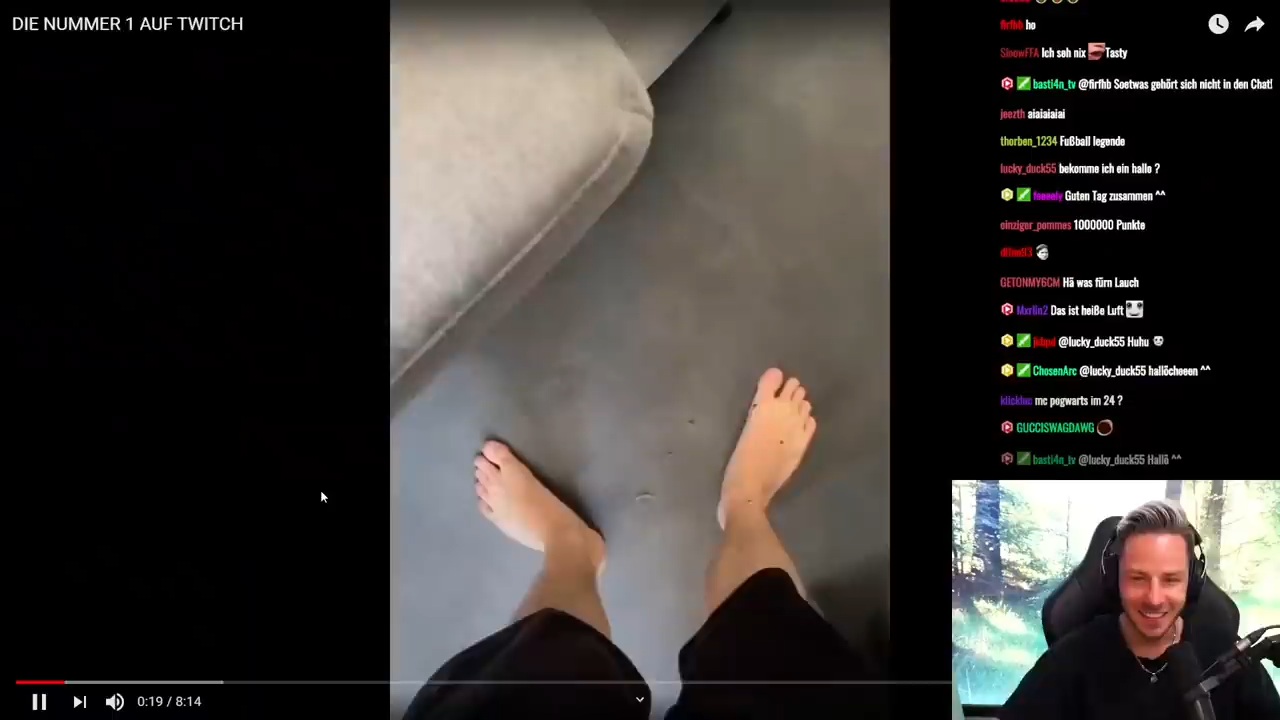 DIE NUMMER 1 AUF TWITCH
firfhb ho
SloowFFA Ich seh nix Tasty
basti4n_tv @firfhb Soetwas gehört sich nicht in den Chat!
jeezth aiaiaiaiai
thorben_1234 Fußball legende
lucky_duck55 bekomme ich ein hallo ?
Guten Tag zusammen ^^
einziger_pommes 1000000 Punkte
GETONMY6CM Hä was fürn Lauch
Mxrlin2 Das ist heiße Luft
@lucky_duck55 Huhu
ChosenArc @lucky_duck55 hallöcheeen ^^
mc pogwarts im 24 ?
GUCCISWAGDAWG
basti4n_tv @lucky_duck55 Hallö ^^
0:19 / 8:14